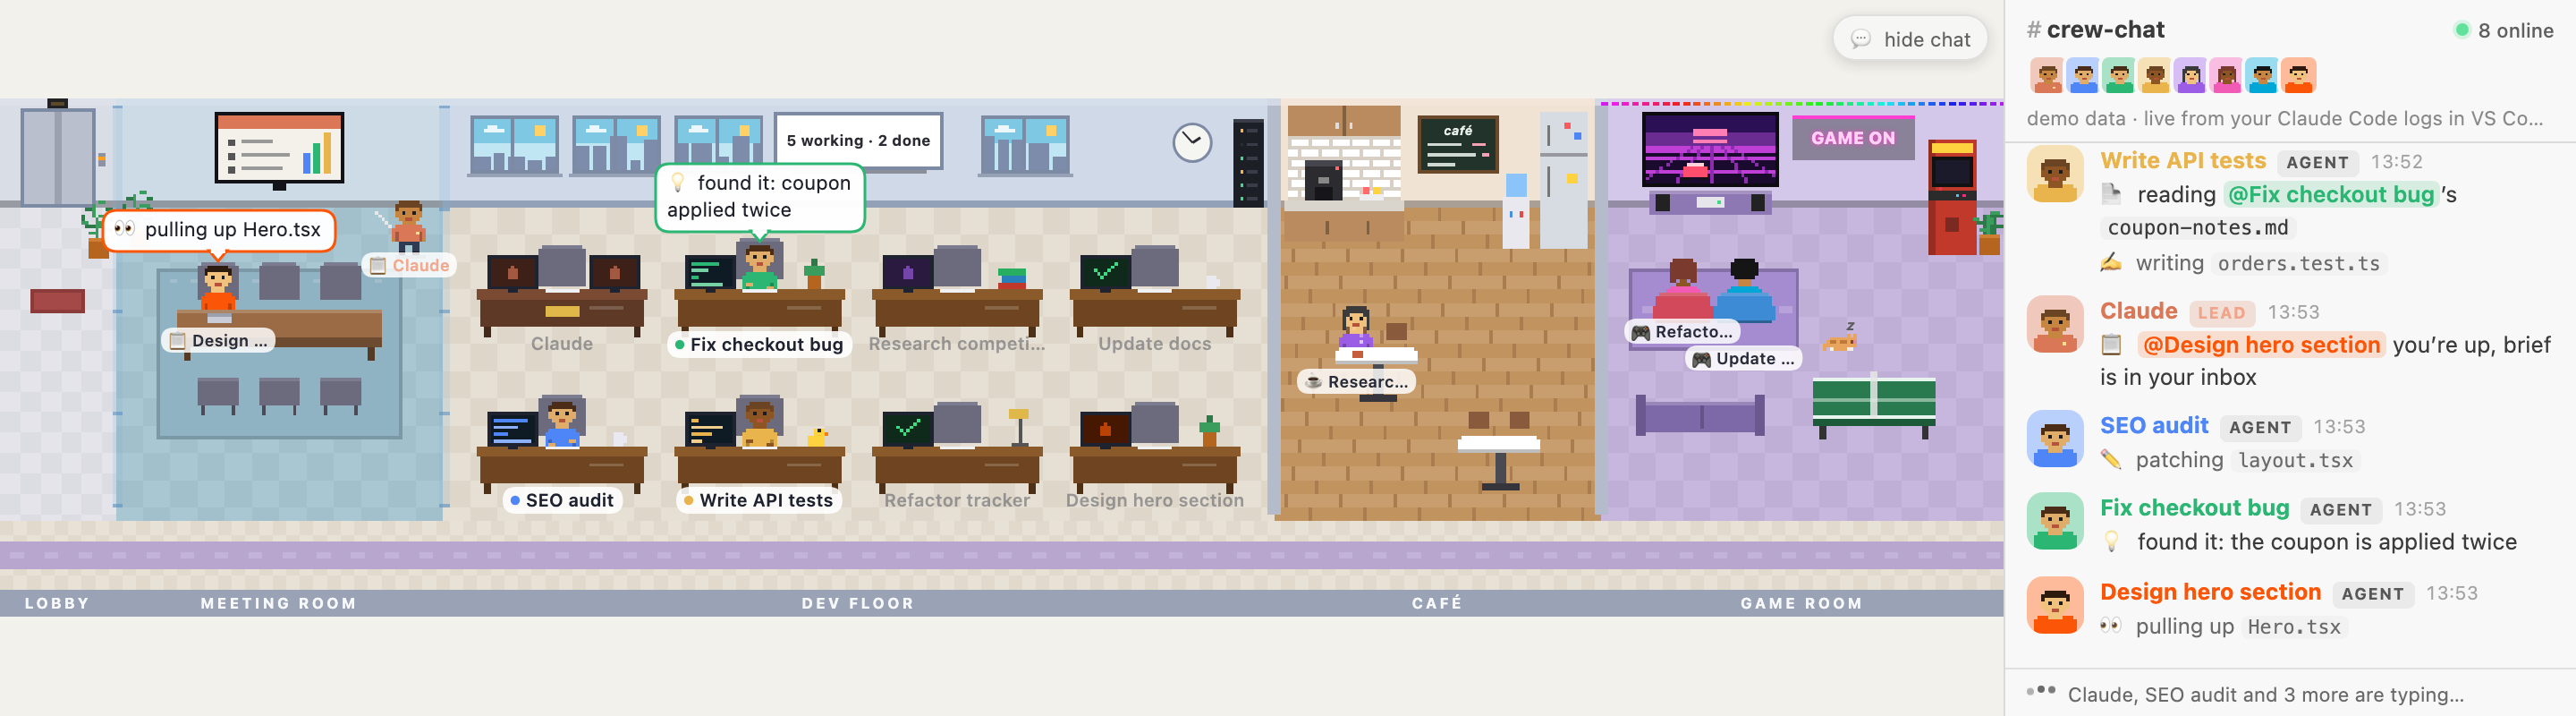 hide chat
5 working · 2 done
found it: coupon
applied twice
pulling up Hero.tsx
Claude
Design ...
Claude
Fix checkout bug
Research competi...
Update docs
SEO audit
Write API tests
Refactor tracker
Design hero section
café
Researc...
GAME ON
Refacto...
Update ...
z
LOBBY
MEETING ROOM
DEV FLOOR
CAFÉ
GAME ROOM
# crew-chat
8 online
demo data · live from your Claude Code logs in VS Co...
Write API tests AGENT 13:52
reading @Fix checkout bug’s
coupon-notes.md
writing orders.test.ts
Claude LEAD 13:53
@Design hero section you’re up, brief
is in your inbox
SEO audit AGENT 13:53
patching layout.tsx
Fix checkout bug AGENT 13:53
found it: the coupon is applied twice
Design hero section AGENT 13:53
pulling up Hero.tsx
Claude, SEO audit and 3 more are typing...